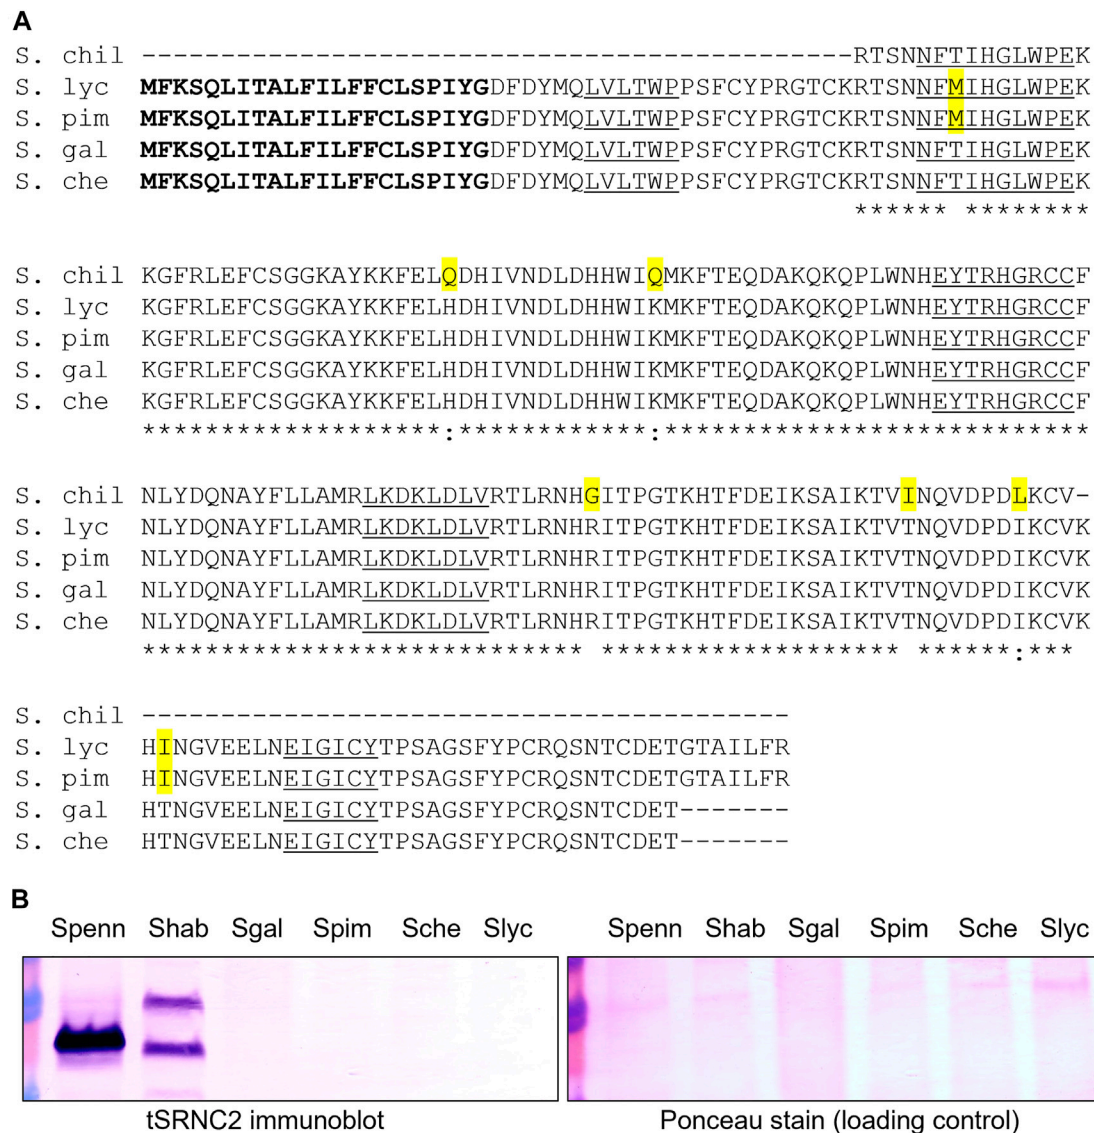 A
S. chil ---------------------------------------------RTSNNFTIHGLWPEK
S. lyc MFKSQLITALFILFFCLSPIYGDFDYMQLVLTWPPSFCYPRGTCKRTSNNFMIHGLWPEK
S. pim MFKSQLITALFILFFCLSPIYGDFDYMQLVLTWPPSFCYPRGTCKRTSNNFMIHGLWPEK
S. gal MFKSQLITALFILFFCLSPIYGDFDYMQLVLTWPPSFCYPRGTCKRTSNNFTIHGLWPEK
S. che MFKSQLITALFILFFCLSPIYGDFDYMQLVLTWPPSFCYPRGTCKRTSNNFTIHGLWPEK
****** ********
S. chil KGFRLEFCSGGKAYKKFELQDHIVNDLDHHWIQMKFTEQDAKQKQPLWNHEYTRHGRCCF
S. lyc KGFRLEFCSGGKAYKKFELHDHIVNDLDHHWIKMKFTEQDAKQKQPLWNHEYTRHGRCCF
S. pim KGFRLEFCSGGKAYKKFELHDHIVNDLDHHWIKMKFTEQDAKQKQPLWNHEYTRHGRCCF
S. gal KGFRLEFCSGGKAYKKFELHDHIVNDLDHHWIKMKFTEQDAKQKQPLWNHEYTRHGRCCF
S. che KGFRLEFCSGGKAYKKFELHDHIVNDLDHHWIKMKFTEQDAKQKQPLWNHEYTRHGRCCF
*******************:************:***************************
S. chil NLYDQNAYFLLAMRLKDKLDLVRTLRNHGITPGTKHTFDEIKSAIKTVINQVDPDLKCV-
S. lyc NLYDQNAYFLLAMRLKDKLDLVRTLRNHRITPGTKHTFDEIKSAIKTVTNQVDPDIKCVK
S. pim NLYDQNAYFLLAMRLKDKLDLVRTLRNHRITPGTKHTFDEIKSAIKTVTNQVDPDIKCVK
S. gal NLYDQNAYFLLAMRLKDKLDLVRTLRNHRITPGTKHTFDEIKSAIKTVTNQVDPDIKCVK
S. che NLYDQNAYFLLAMRLKDKLDLVRTLRNHRITPGTKHTFDEIKSAIKTVTNQVDPDIKCVK
**************************** ******************* ******:***
S. chil -----------------------------------------
S. lyc HINGVEELNEIGICYTPSAGSFYPCRQSNTCDETGTAILFR
S. pim HINGVEELNEIGICYTPSAGSFYPCRQSNTCDETGTAILFR
S. gal HTNGVEELNEIGICYTPSAGSFYPCRQSNTCDET-------
S. che HTNGVEELNEIGICYTPSAGSFYPCRQSNTCDET-------
B
Spenn Shab Sgal Spim Sche Slyc
Spenn Shab Sgal Spim Sche Slyc
tSRNC2 immunoblot
Ponceau stain (loading control)